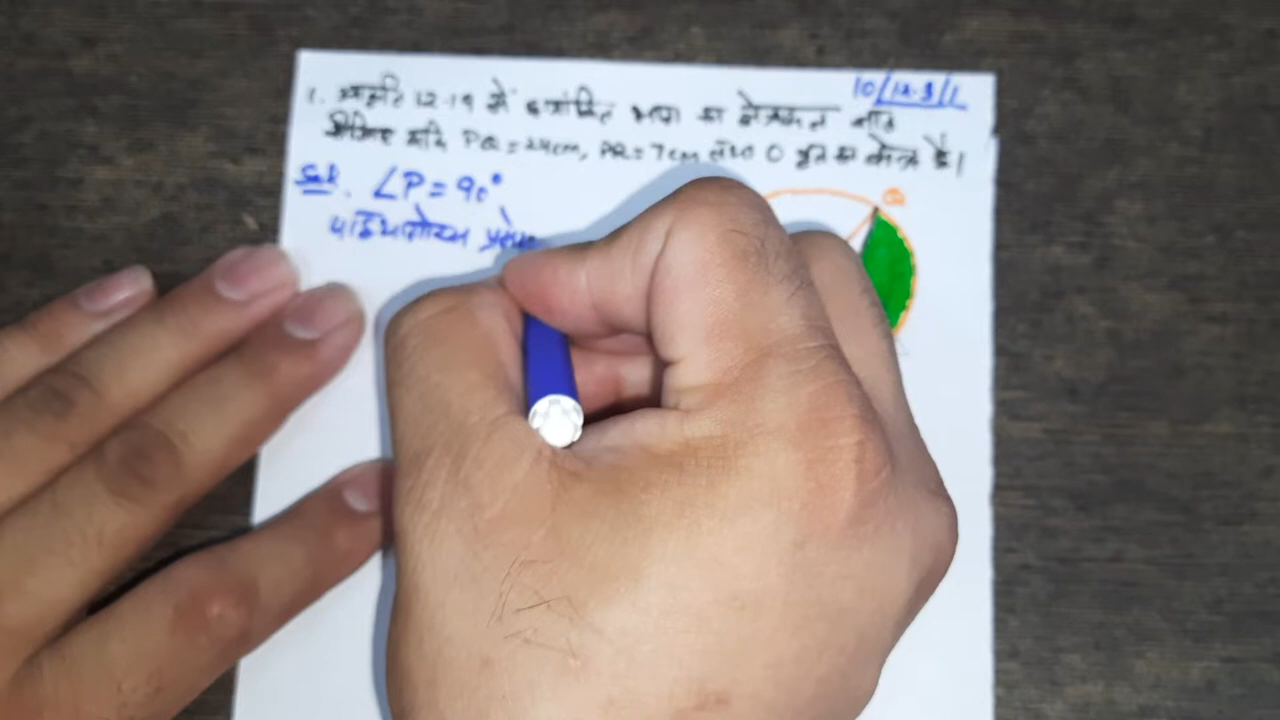 10/12.3/1
1. आकृति 12.19 में छायांकित भाग का क्षेत्रफल ज्ञात
कीजिए यदि PQ = 24cm, PR = 7cm तथा O वृत का केन्द्र है।
Sol. ∠P = 90°
पाइथागोरस प्रमेय
Q